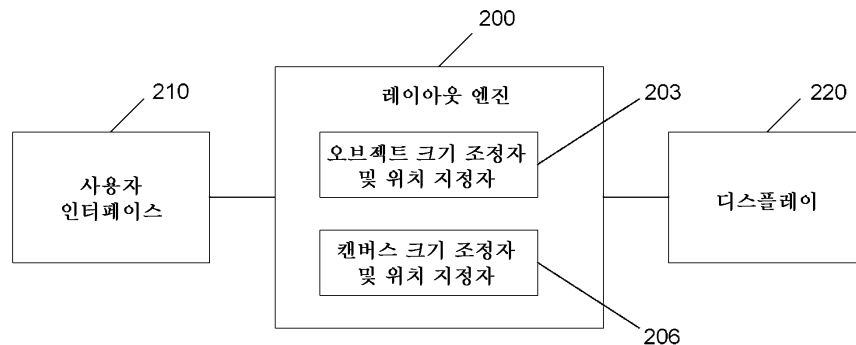 200
210
레이아웃 엔진
203
220
오브젝트 크기 조정자
및 위치 지정자
사용자
인터페이스
디스플레이
캔버스 크기 조정자
및 위치 지정자
206